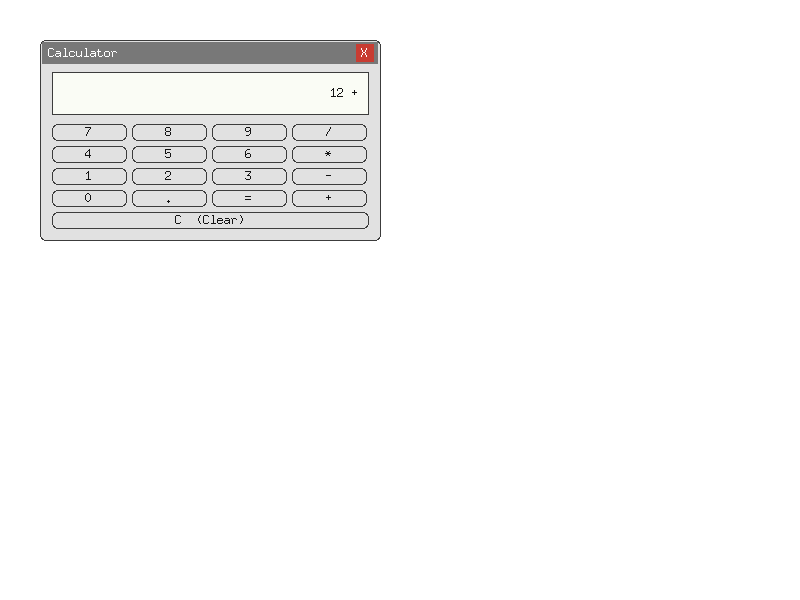 Calculator X
12 +
7 8 9 /
4 5 6 *
1 2 3 -
0 . = +
C (Clear)